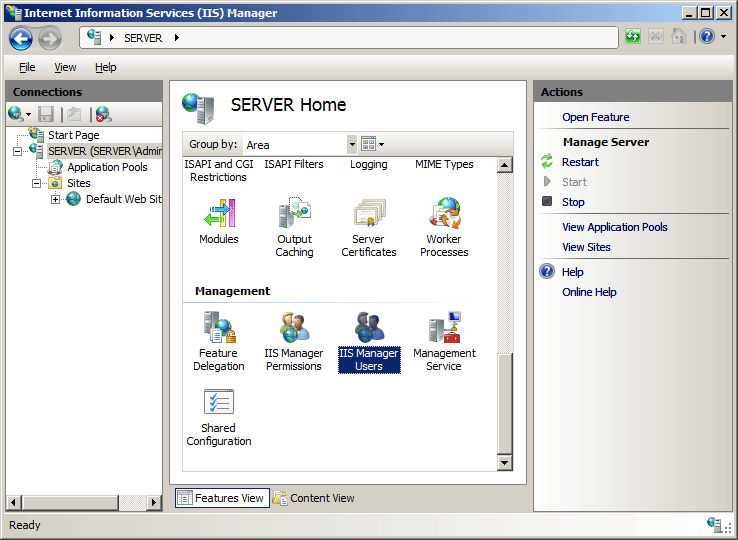 Internet Information Services (IIS) Manager
SERVER
File View Help
Connections
Start Page
SERVER (SERVER\Admir
Application Pools
Sites
Default Web Sit
SERVER Home
Group by: Area
ISAPI and CGI
Restrictions
ISAPI Filters
Logging
MIME Types
Modules
Output
Caching
Server
Certificates
Worker
Processes
Management
Feature
Delegation
IIS Manager
Permissions
IIS Manager
Users
Management
Service
Shared
Configuration
Features View
Content View
Actions
Open Feature
Manage Server
Restart
Start
Stop
View Application Pools
View Sites
Help
Online Help
Ready